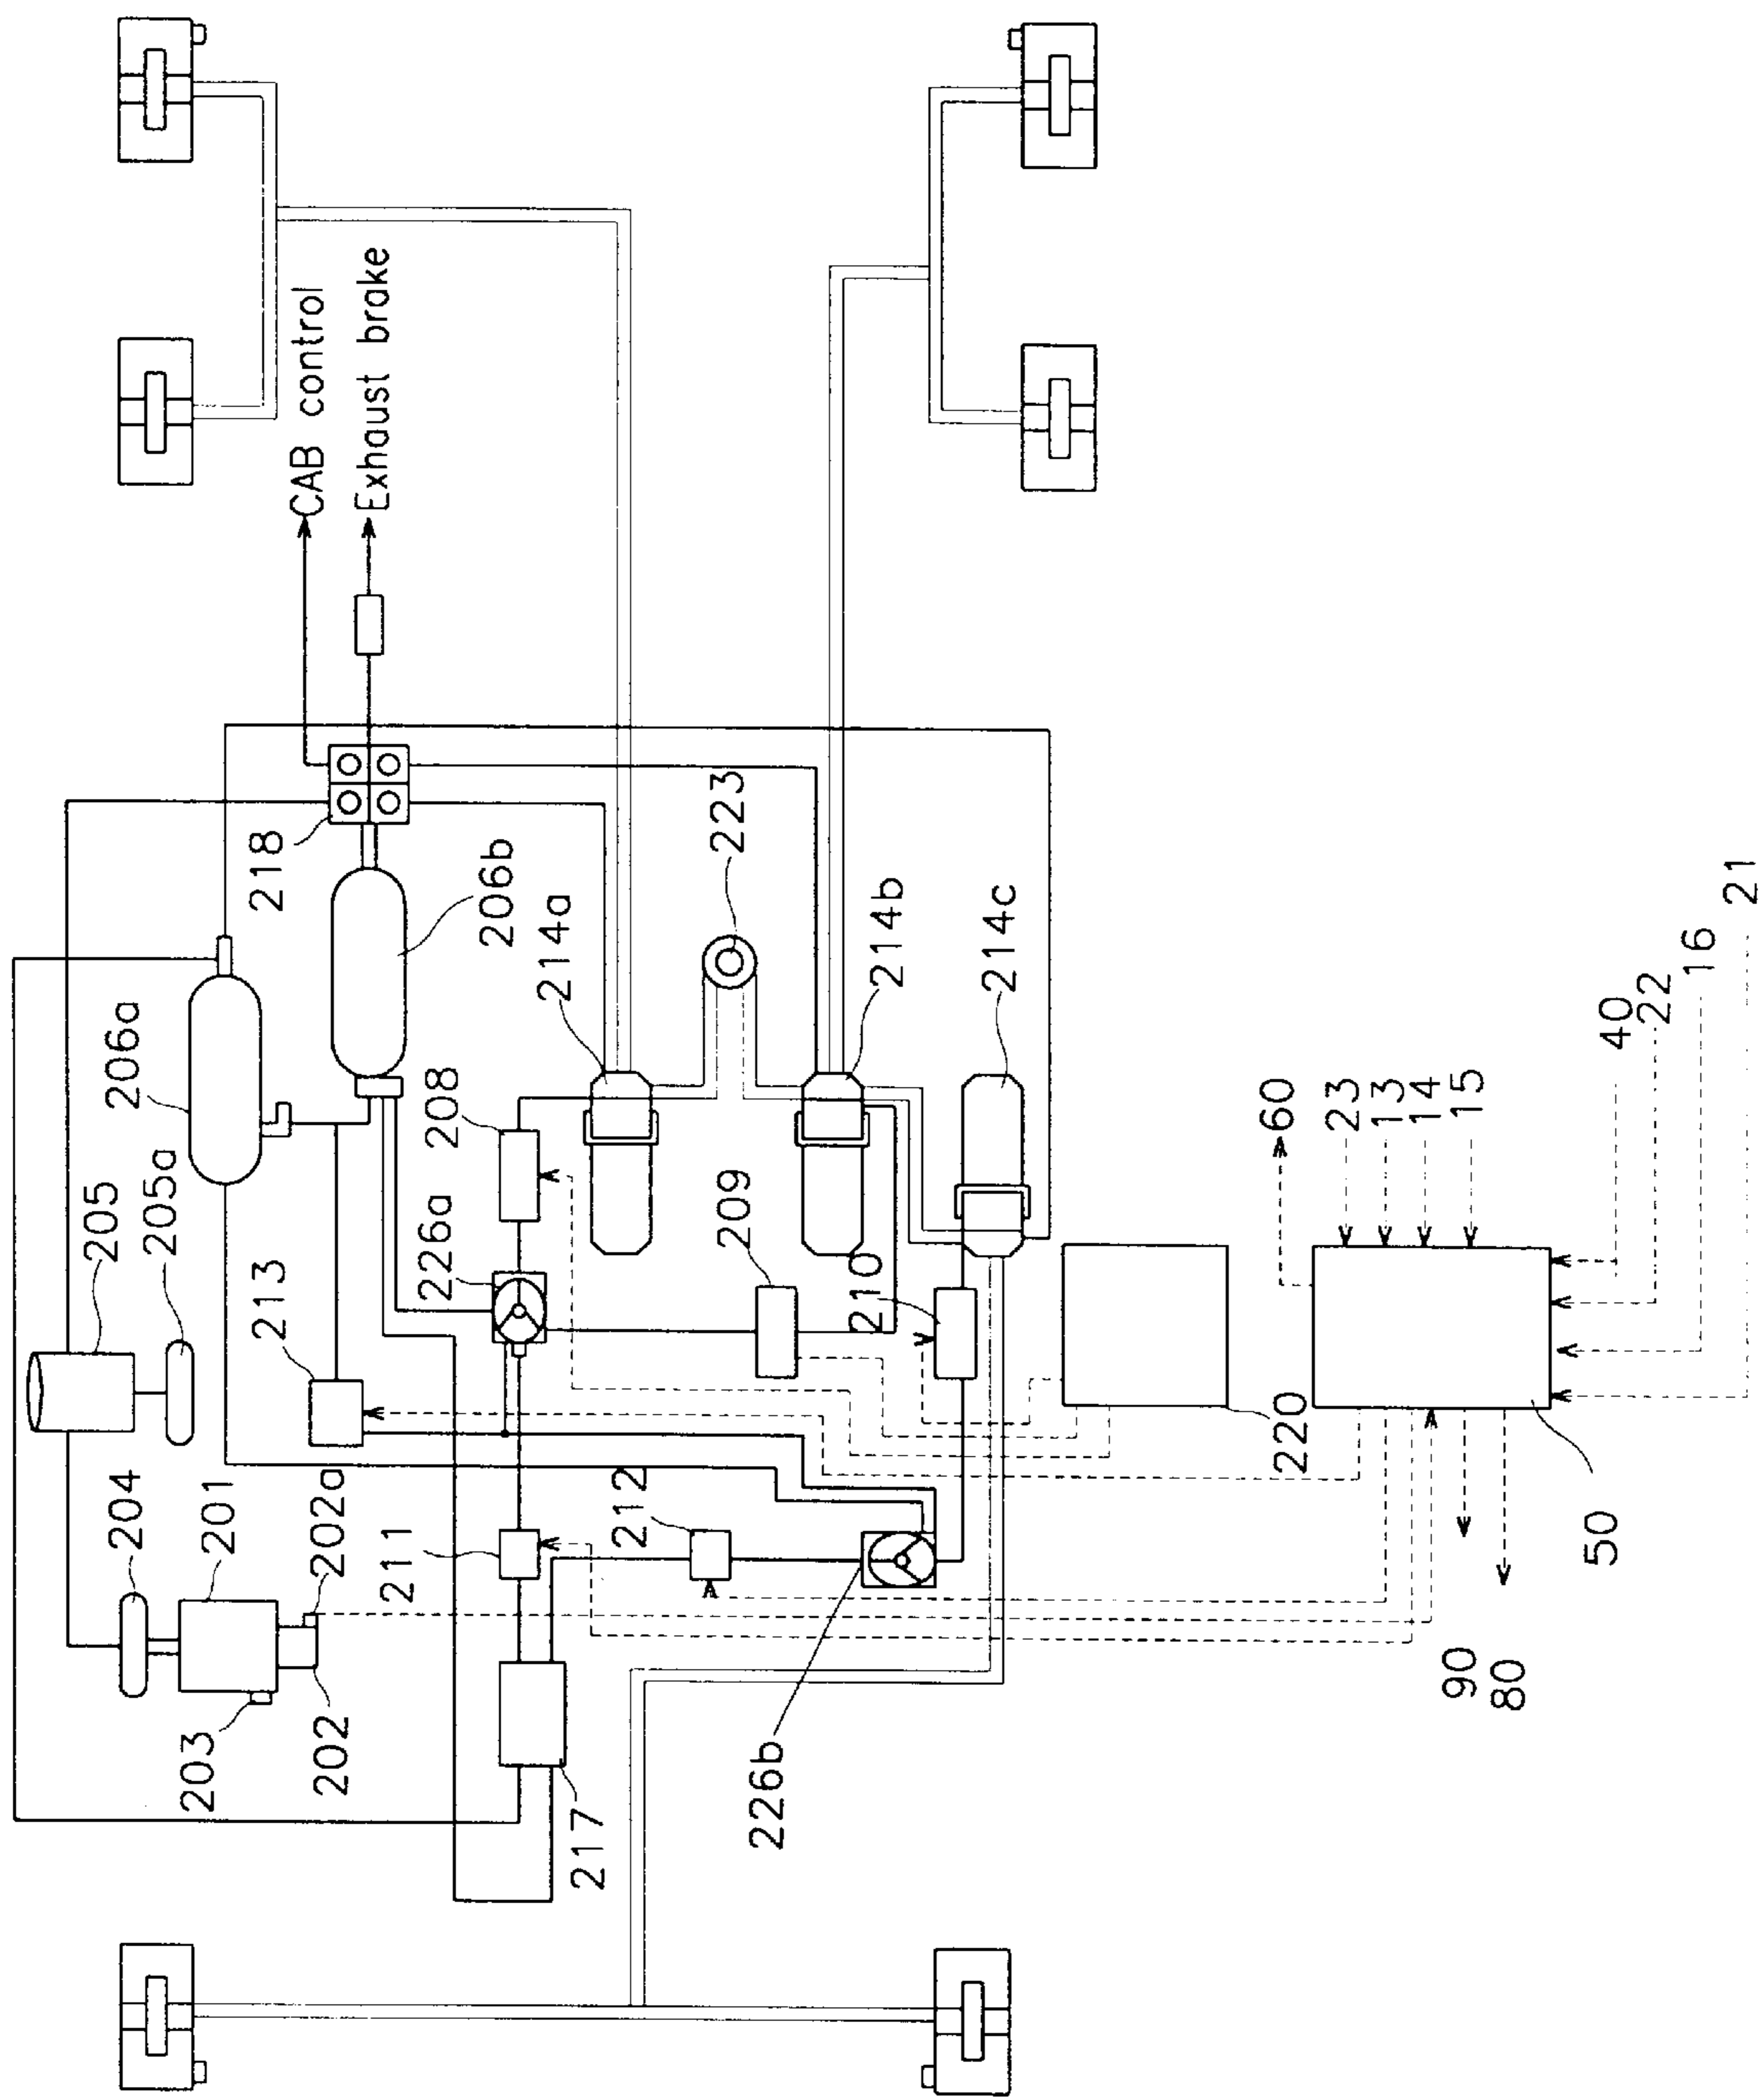 CAB control
Exhaust brake
218
206b
206a
205
205a
213
204
201
202a
203
202
208
226a
214a
223
214b
214c
209
210
211
212
217
226b
220
50
60
23
13
14
15
40
22
16
21
90
80